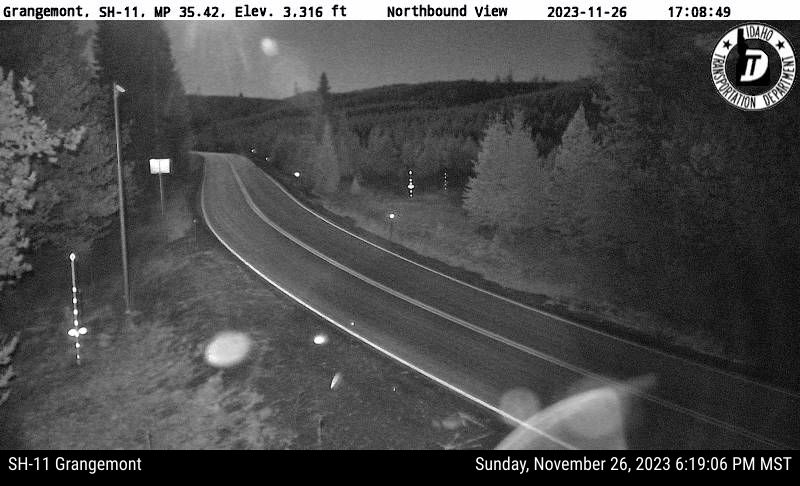 Grangemont, SH-11, MP 35.42, Elev. 3,316 ft Northbound View 2023-11-26 17:08:49
IDAHO
TRANSPORTATION DEPARTMENT
SH-11 Grangemont Sunday, November 26, 2023 6:19:06 PM MST